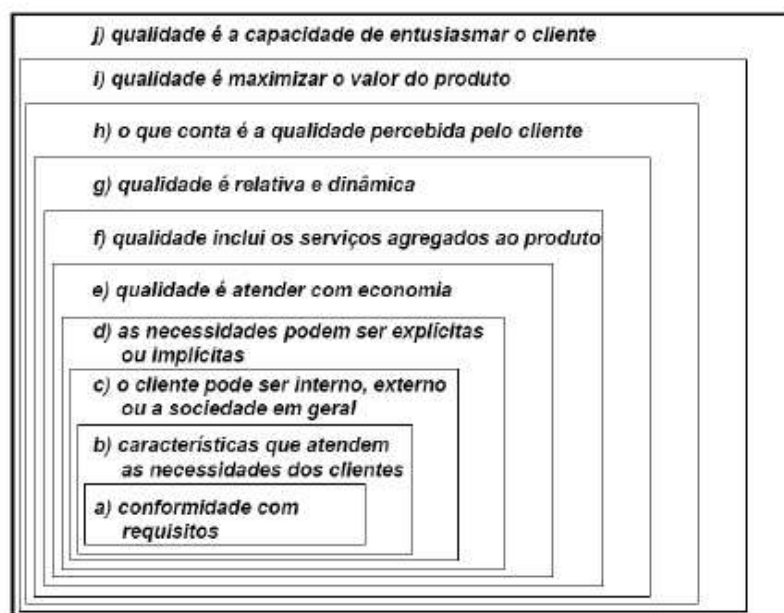 j) qualidade é a capacidade de entusiasmar o cliente
i) qualidade é maximizar o valor do produto
h) o que conta é a qualidade percebida pelo cliente
g) qualidade é relativa e dinâmica
f) qualidade inclui os serviços agregados ao produto
e) qualidade é atender com economia
d) as necessidades podem ser explícitas
ou implícitas
c) o cliente pode ser interno, externo
ou a sociedade em geral
b) características que atendem
as necessidades dos clientes
a) conformidade com
requisitos